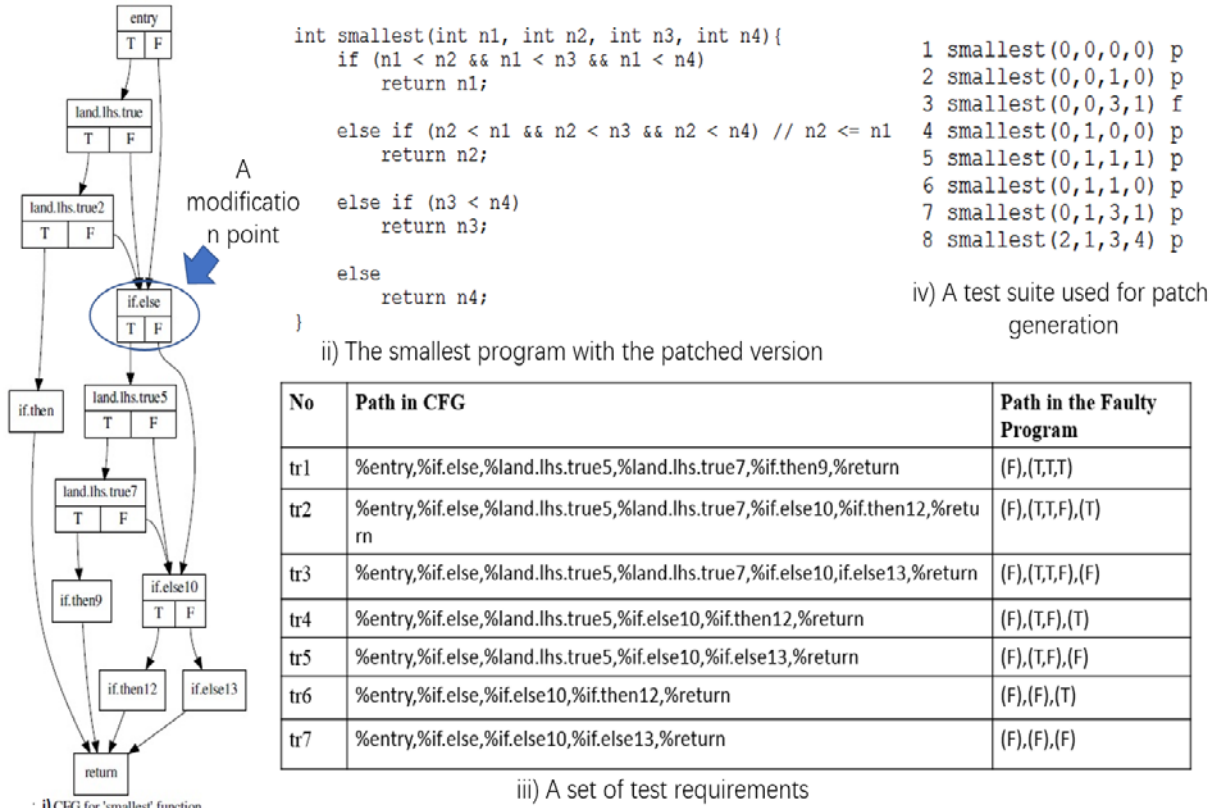 entry
T F
land.lhs.true
T F
land.lhs.true2
T F
A
modificatio
n point
if.else
T F
if.then
land.lhs.true5
T F
land.lhs.true7
T F
if.then9
if.else10
T F
if.then12
if.else13
return
i) CFG for 'smallest' function
int smallest(int n1, int n2, int n3, int n4){
if (n1 < n2 && n1 < n3 && n1 < n4)
return n1;
else if (n2 < n1 && n2 < n3 && n2 < n4) // n2 <= n1
return n2;
else if (n3 < n4)
return n3;
else
return n4;
}
ii) The smallest program with the patched version
1 smallest(0,0,0,0) p
2 smallest(0,0,1,0) p
3 smallest(0,0,3,1) f
4 smallest(0,1,0,0) p
5 smallest(0,1,1,1) p
6 smallest(0,1,1,0) p
7 smallest(0,1,3,1) p
8 smallest(2,1,3,4) p
iv) A test suite used for patch
generation
No Path in CFG Path in the Faulty
Program
tr1 %entry,%if.else,%land.lhs.true5,%land.lhs.true7,%if.then9,%return (F),(T,T,T)
tr2 %entry,%if.else,%land.lhs.true5,%land.lhs.true7,%if.else10,%if.then12,%retu (F),(T,T,F),(T)
rn
tr3 %entry,%if.else,%land.lhs.true5,%land.lhs.true7,%if.else10,if.else13,%return (F),(T,T,F),(F)
tr4 %entry,%if.else,%land.lhs.true5,%if.else10,%if.then12,%return (F),(T,F),(T)
tr5 %entry,%if.else,%land.lhs.true5,%if.else10,%if.else13,%return (F),(T,F),(F)
tr6 %entry,%if.else,%if.else10,%if.then12,%return (F),(F),(T)
tr7 %entry,%if.else,%if.else10,%if.else13,%return (F),(F),(F)
iii) A set of test requirements